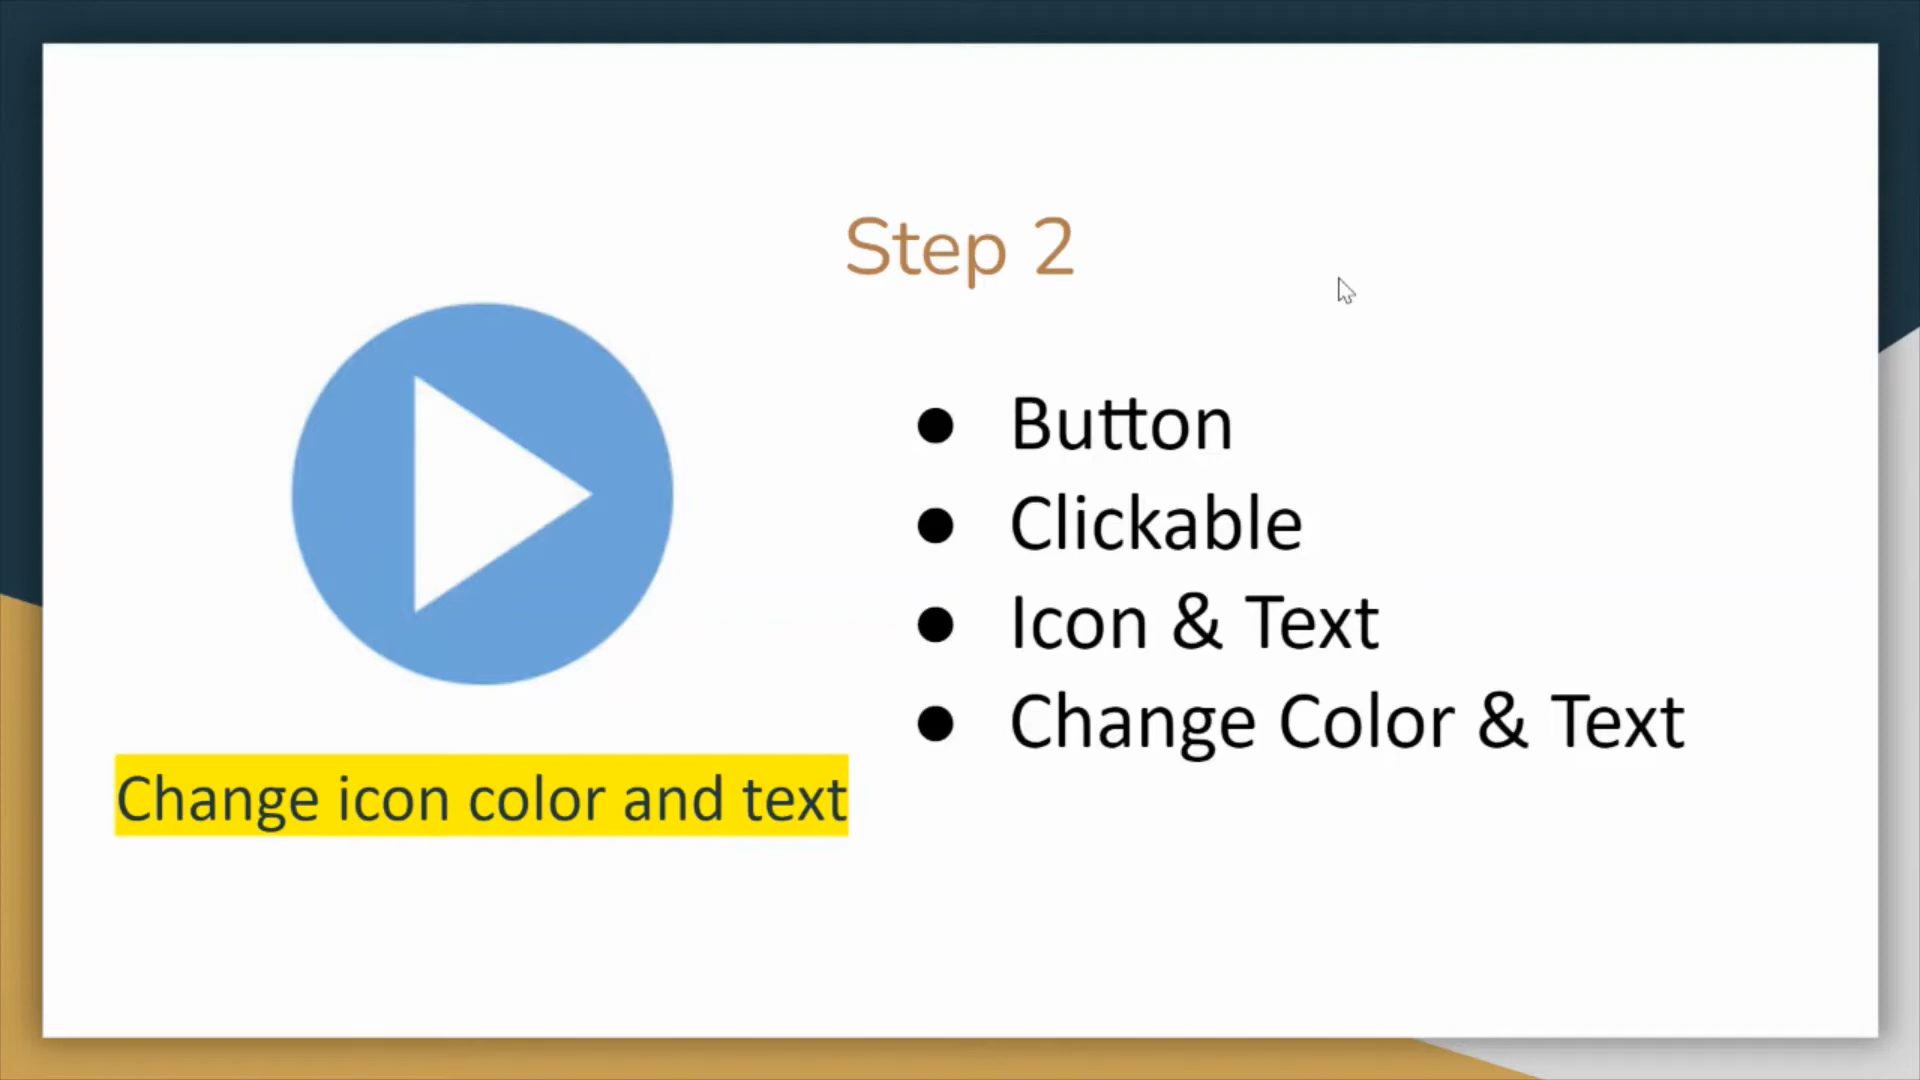 Step 2
● Button
● Clickable
● Icon & Text
● Change Color & Text
Change icon color and text